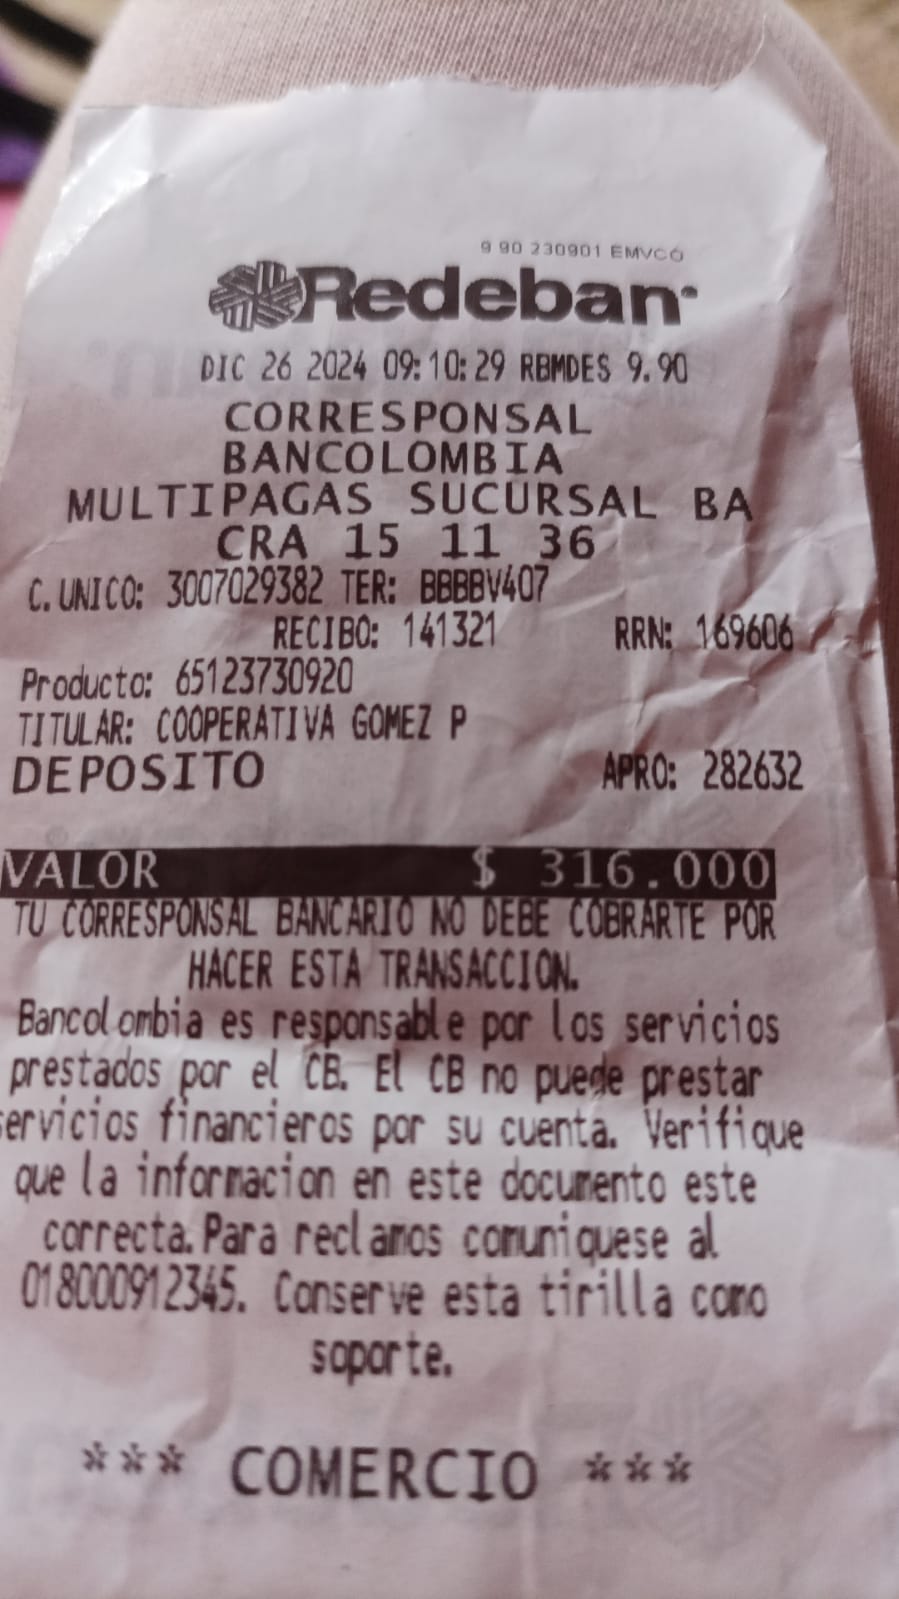 9 90 230901 EMVCO
Redeban
DIC 26 2024 09:10:29 RBMDES 9.90
CORRESPONSAL
BANCOLOMBIA
MULTIPAGAS SUCURSAL BA
CRA 15 11 36
C. UNICO: 3007029382 TER: BBBBV407
RECIBO: 141321 RRN: 169606
Producto: 65123730920
TITULAR: COOPERATIVA GOMEZ P
DEPOSITO APRO: 282632
VALOR $ 316.000
TU CORRESPONSAL BANCARIO NO DEBE COBRARTE POR
HACER ESTA TRANSACCION.
Bancolombia es responsable por los servicios
prestados por el CB. El CB no puede prestar
servicios financieros por su cuenta. Verifique
que la informacion en este documento este
correcta. Para reclamos comuniquese al
018000912345. Conserve esta tirilla como
soporte.
*** COMERCIO ***